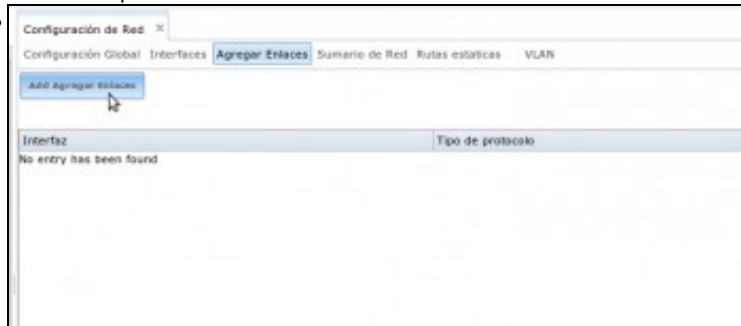 Configuración de Red ×
Configuración Global Interfaces Agregar Enlaces Sumario de Red Rutas estaticas VLAN
Add Agregar Enlaces
Interfaz Tipo de protocolo
No entry has been found